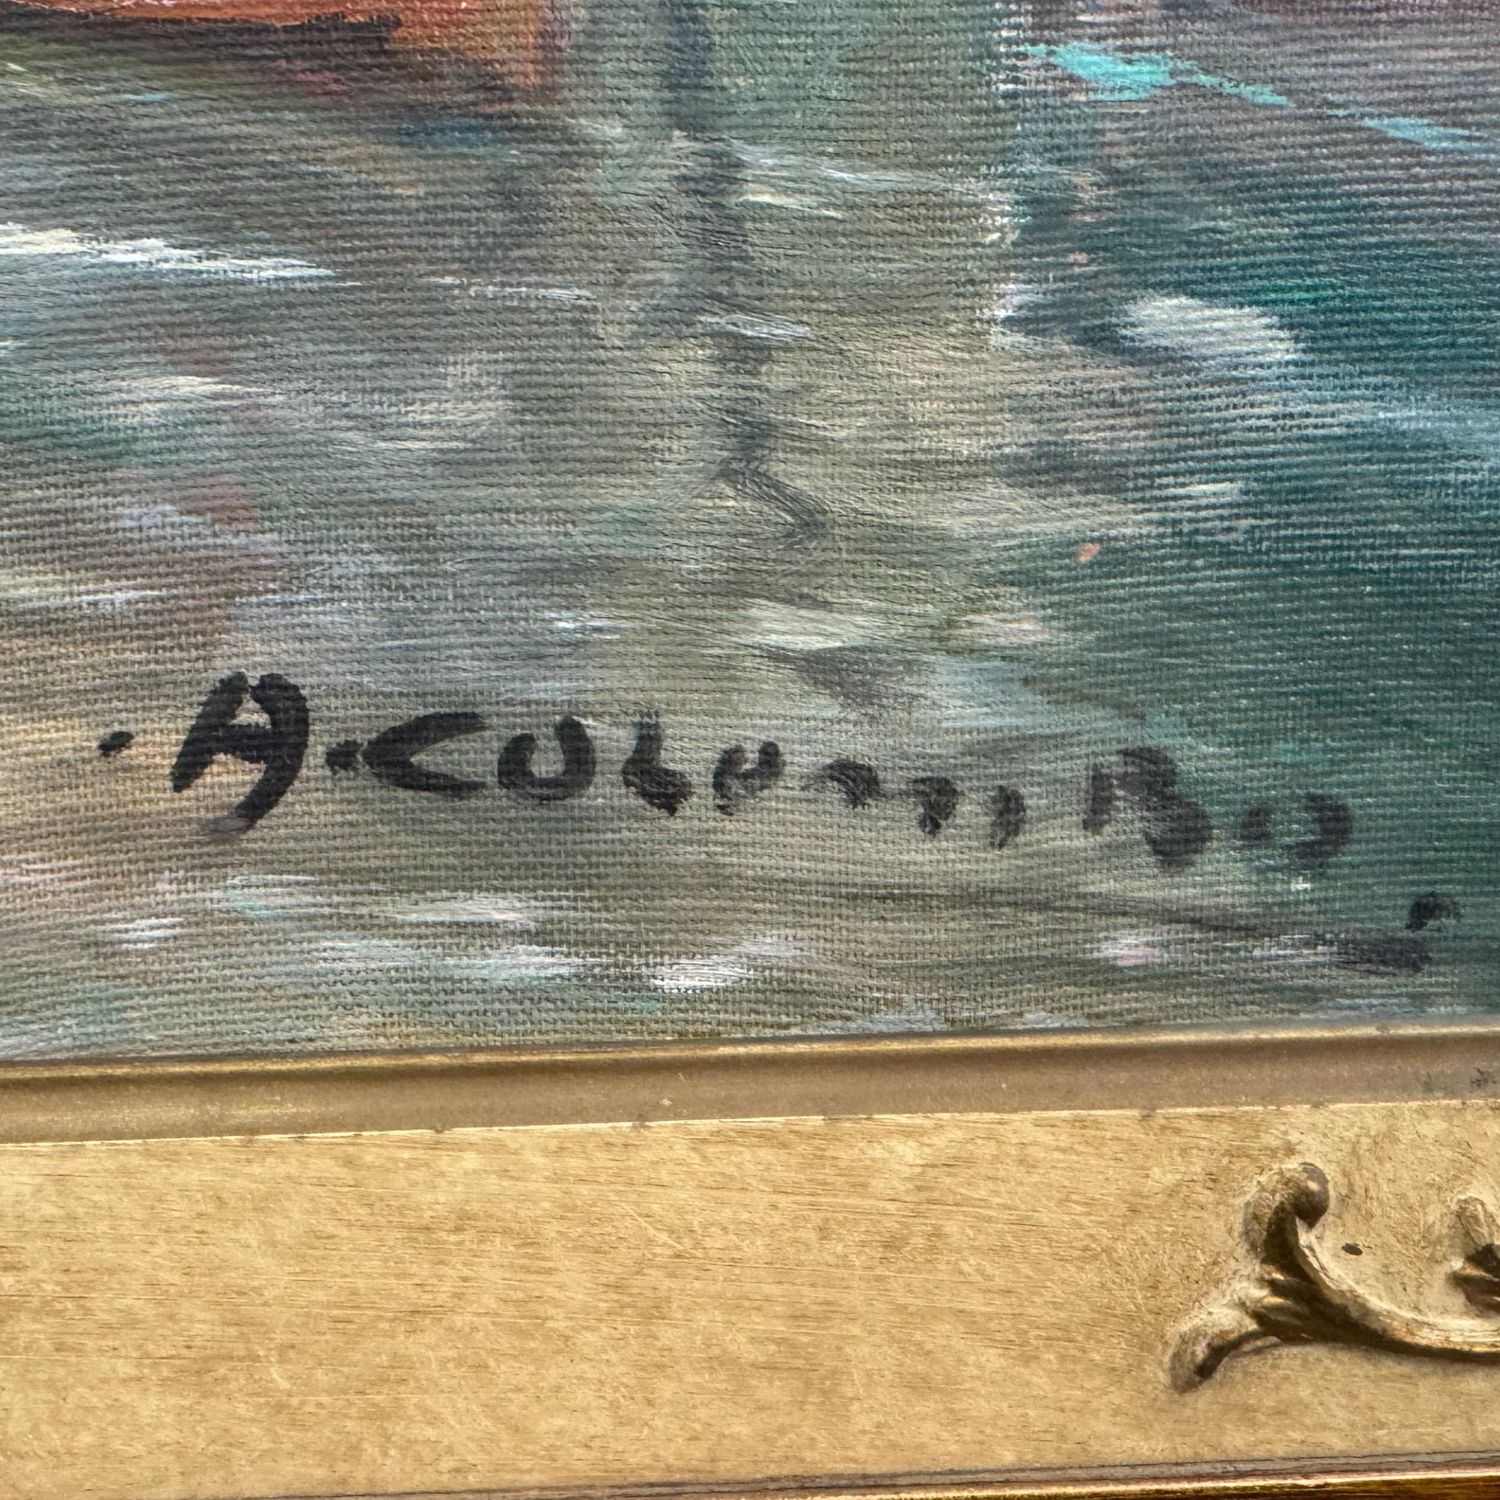 . A. COLOMBO .